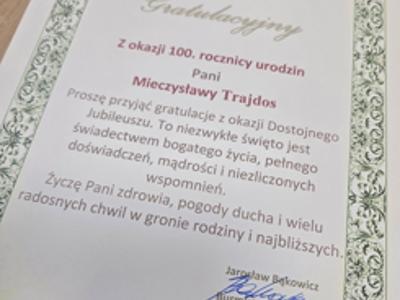 Gratulacyjny
Z okazji 100. rocznicy urodzin
Pani
Mieczysławy Trajdos
Proszę przyjąć gratulacje z okazji Dostojnego
Jubileuszu. To niezwykłe święto jest
świadectwem bogatego życia, pełnego
doświadczeń, mądrości i niezliczonych
wspomnień.
Życzę Pani zdrowia, pogody ducha i wielu
radosnych chwil w gronie rodziny i najbliższych.
Jarosław Bąkowicz